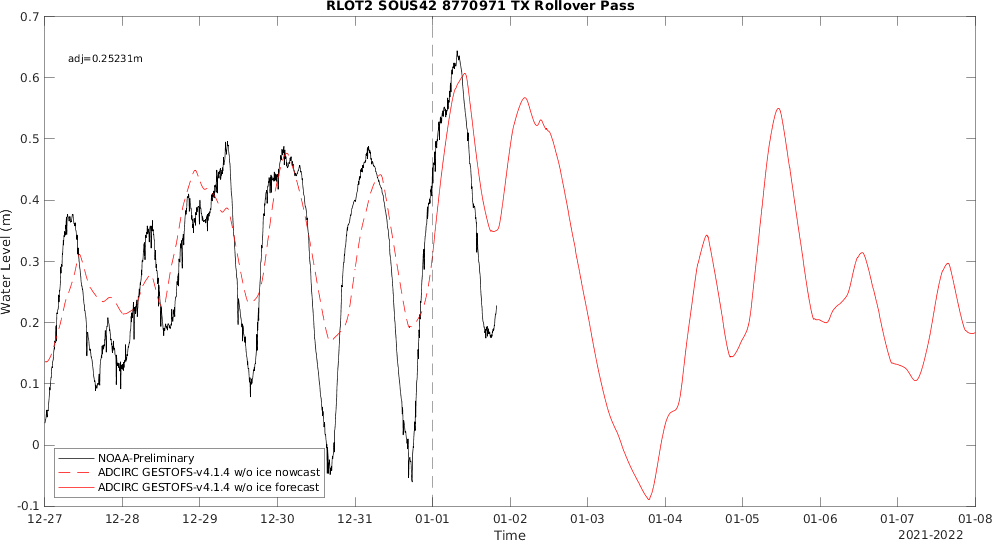 RLOT2 SOUS42 8770971 TX Rollover Pass
0.7
adj=0.25231m
0.6
0.5
0.4
0.3
0.2
0.1
0
-0.1
Water Level (m)
NOAA-Preliminary
ADCIRC GESTOFS-v4.1.4 w/o ice nowcast
ADCIRC GESTOFS-v4.1.4 w/o ice forecast
12-27 12-28 12-29 12-30 12-31 01-01 01-02 01-03 01-04 01-05 01-06 01-07 01-08
Time
2021-2022